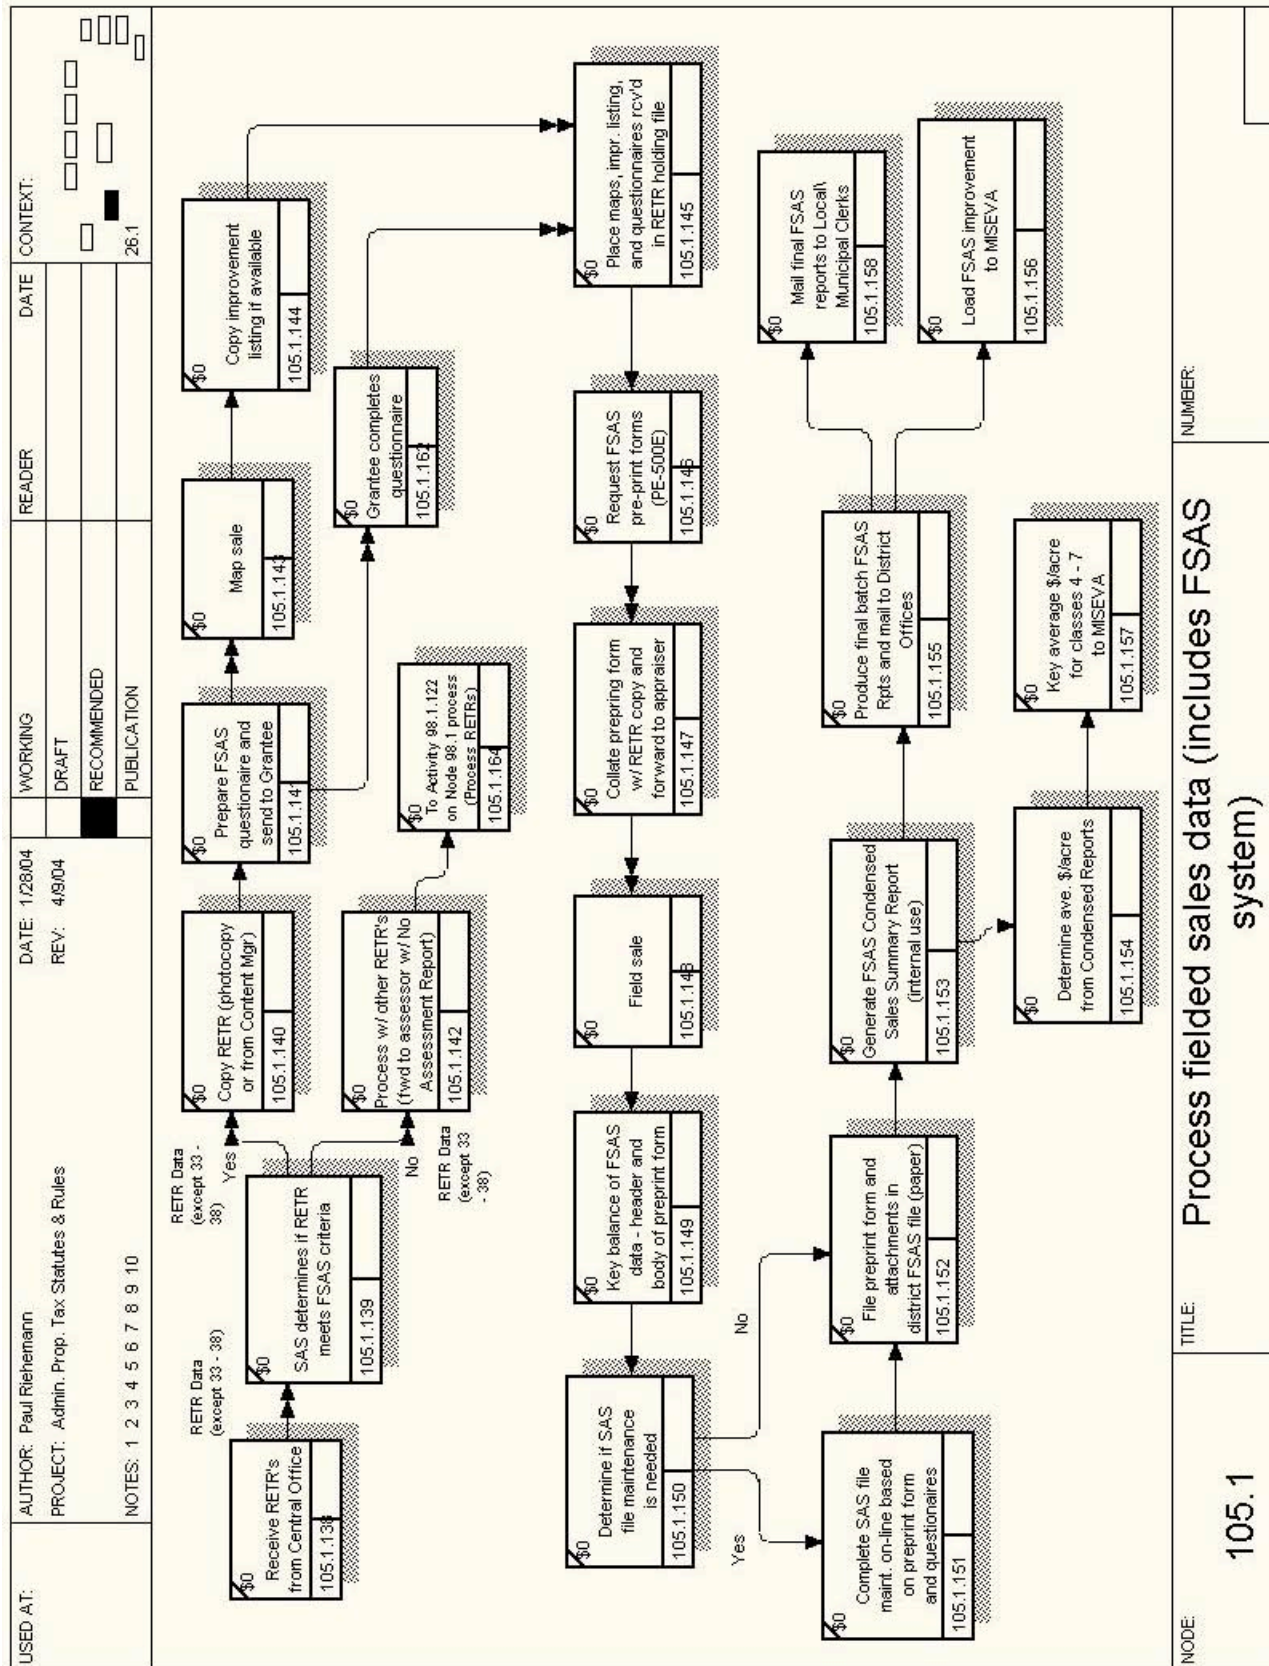 USED AT:
AUTHOR: Paul Riehemann
DATE: 1/28/04
PROJECT: Admin. Prop. Tax Statutes & Rules
REV: 4/9/04
NOTES: 1 2 3 4 5 6 7 8 9 10
WORKING
DRAFT
RECOMMENDED
PUBLICATION
READER
DATE
CONTEXT:
26.1
$0
Receive RETR's
from Central Office
105.1.138
RETR Data
(except 33 - 38)
$0
SAS determines if RETR
meets FSAS criteria
105.1.139
RETR Data
(except 33 -
38)
Yes
No
RETR Data
(except 33
- 38)
$0
Copy RETR (photocopy
or from Content Mgr)
105.1.140
$0
Process w/ other RETR's
(fwd to assessor w/ No
Assessment Report)
105.1.142
$0
Prepare FSAS
questionaire and
send to Grantee
105.1.141
$0
To Activity 98.1.122
on Node 98.1 process
(Process RETRs)
105.1.164
$0
Map sale
105.1.143
$0
Copy improvement
listing if available
105.1.144
$0
Grantee completes
questionnaire
105.1.162
$0
Place maps, impr. listing,
and questionnaires rcv'd
in RETR holding file
105.1.145
$0
Request FSAS
pre-print forms
(PE-500E)
105.1.146
$0
Collate prepring form
w/ RETR copy and
forward to appraiser
105.1.147
$0
Field sale
105.1.148
$0
Key balance of FSAS
data - header and
body of preprint form
105.1.149
$0
Determine if SAS
file maintenance
is needed
105.1.150
Yes
No
$0
Complete SAS file
maint. on-line based
on preprint form
and questionaires
105.1.151
$0
File preprint form and
attachments in
district FSAS file (paper)
105.1.152
$0
Generate FSAS Condensed
Sales Summary Report
(internal use)
105.1.153
$0
Determine ave. $/acre
from Condensed Reports
105.1.154
$0
Produce final batch FSAS
Rpts and mail to District
Offices
105.1.155
$0
Key average $/acre
for classes 4 - 7
to MISEVA
105.1.157
$0
Mail final FSAS
reports to Local\
Municipal Clerks
105.1.158
$0
Load FSAS improvement
to MISEVA
105.1.156
NODE:
105.1
TITLE:
Process fielded sales data (includes FSAS
system)
NUMBER: